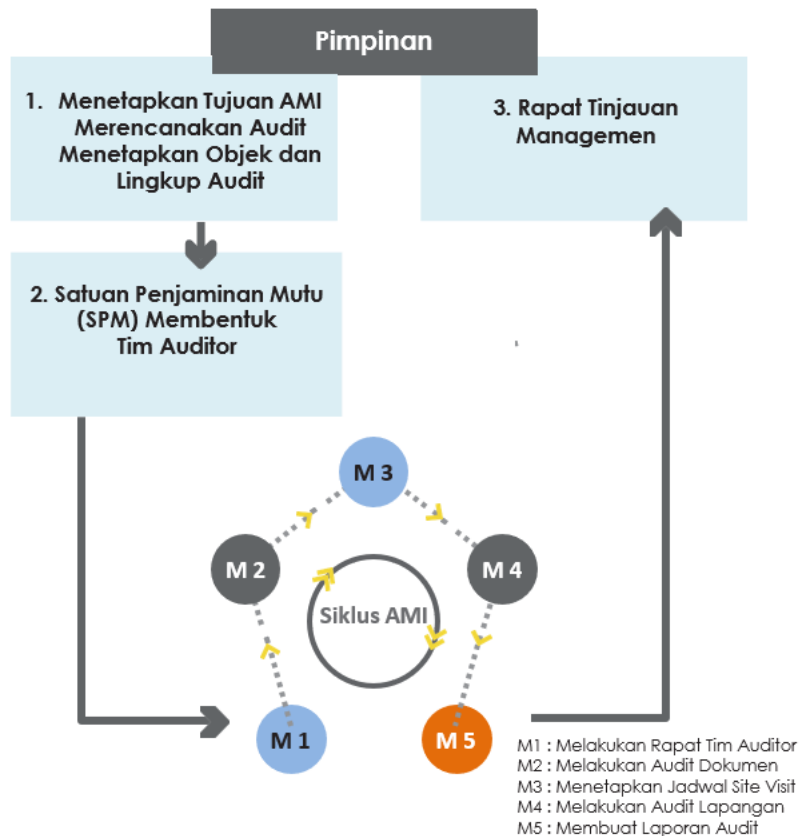 Pimpinan
1. Menetapkan Tujuan AMI
Merencanakan Audit
Menetapkan Objek dan
Lingkup Audit
3. Rapat Tinjauan
Managemen
2. Satuan Penjaminan Mutu
(SPM) Membentuk
Tim Auditor
M 3
M 2
M 4
Siklus AMI
M 1
M 5
M1 : Melakukan Rapat Tim Auditor
M2 : Melakukan Audit Dokumen
M3 : Menetapkan Jadwal Site Visit
M4 : Melakukan Audit Lapangan
M5 : Membuat Laporan Audit